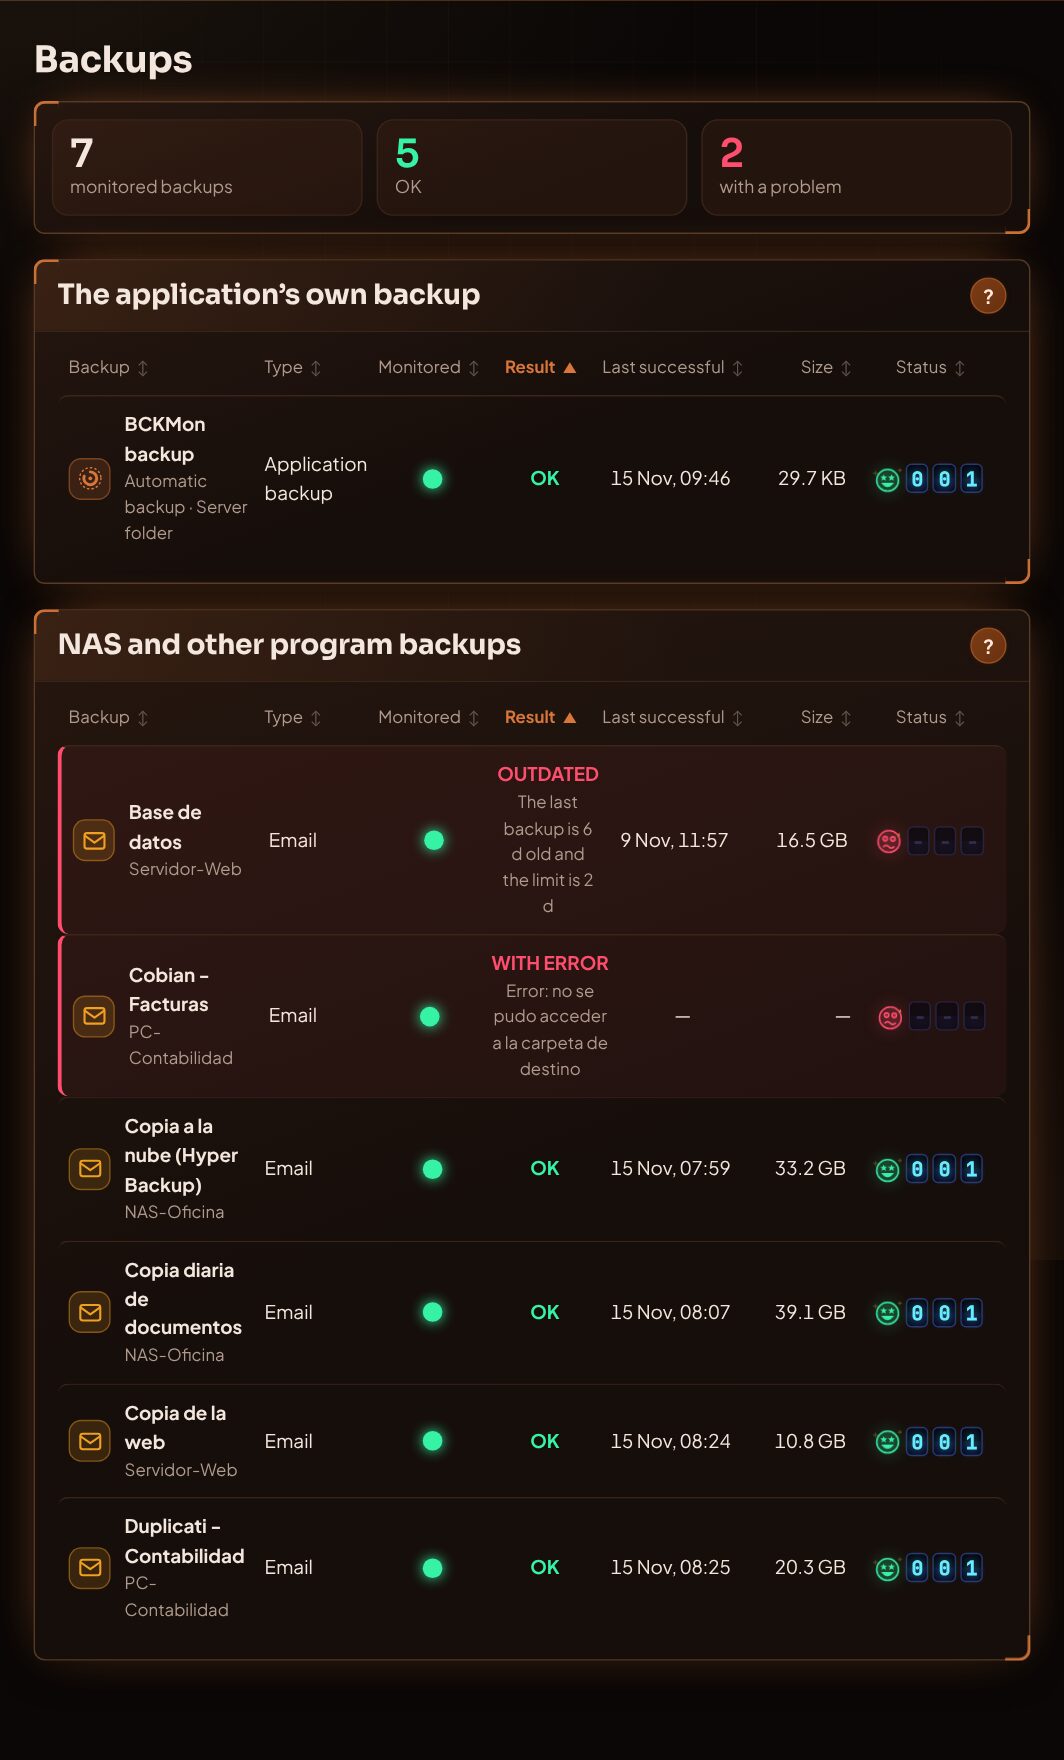 Backups
7
monitored backups
5
OK
2
with a problem
The application’s own backup
?
Backup Type Monitored Result Last successful Size Status
BCKMon
backup
Automatic
backup · Server
folder
Application
backup
OK
15 Nov, 09:46
29.7 KB
0 0 1
NAS and other program backups
?
Backup Type Monitored Result Last successful Size Status
Base de
datos
Servidor-Web
Email
OUTDATED
The last
backup is 6
d old and
the limit is 2
d
9 Nov, 11:57
16.5 GB
- - -
Cobian -
Facturas
PC-
Contabilidad
Email
WITH ERROR
Error: no se
pudo acceder
a la carpeta de
destino
—
—
- - -
Copia a la
nube (Hyper
Backup)
NAS-Oficina
Email
OK
15 Nov, 07:59
33.2 GB
0 0 1
Copia diaria
de
documentos
NAS-Oficina
Email
OK
15 Nov, 08:07
39.1 GB
0 0 1
Copia de la
web
Servidor-Web
Email
OK
15 Nov, 08:24
10.8 GB
0 0 1
Duplicati -
Contabilidad
PC-
Contabilidad
Email
OK
15 Nov, 08:25
20.3 GB
0 0 1